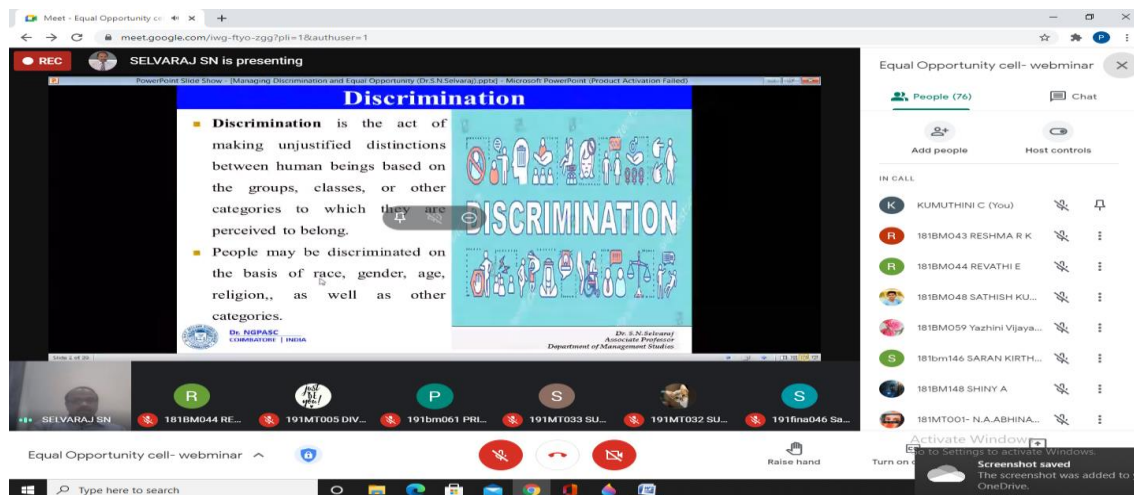 Meet - Equal Opportunity ce
meet.google.com/iwg-ftyo-zgg?pli=1&authuser=1
REC
SELVARAJ SN is presenting
PowerPoint Slide Show - [Managing Discrimination and Equal Opportunity (Dr.S.N.Selvaraj).pptx] - Microsoft PowerPoint (Product Activation Failed)
Discrimination
Discrimination is the act of
making unjustified distinctions
between human beings based on
the groups, classes, or other
categories to which they are
perceived to belong.
People may be discriminated on
the basis of race, gender, age,
religion,, as well as other
categories.
DISCRIMINATION
Dr. NGPASC
COIMBATORE | INDIA
Dr. S.N.Selvaraj
Associate Professor
Department of Management Studies
SELVARAJ SN
R
181BM044 RE...
just
BE
you!
191MT005 DIV...
P
191bm061 PRI...
S
191MT033 SU...
191MT032 SU...
S
191fina046 Sa...
Equal Opportunity cell- webminar
Raise hand
Turn on
Equal Opportunity cell- webminar
People (76)
Chat
Add people
Host controls
IN CALL
K
KUMUTHINI C (You)
R
181BM043 RESHMA R K
R
181BM044 REVATHI E
181BM048 SATHISH KU...
181BM059 Yazhini Vijaya...
S
181bm146 SARAN KIRTH...
181BM148 SHINY A
181MT001- N.A.ABHINA...
Activate Windows
Go to Settings to activate Windows.
Screenshot saved
The screenshot was added to
OneDrive.
Type here to search
P